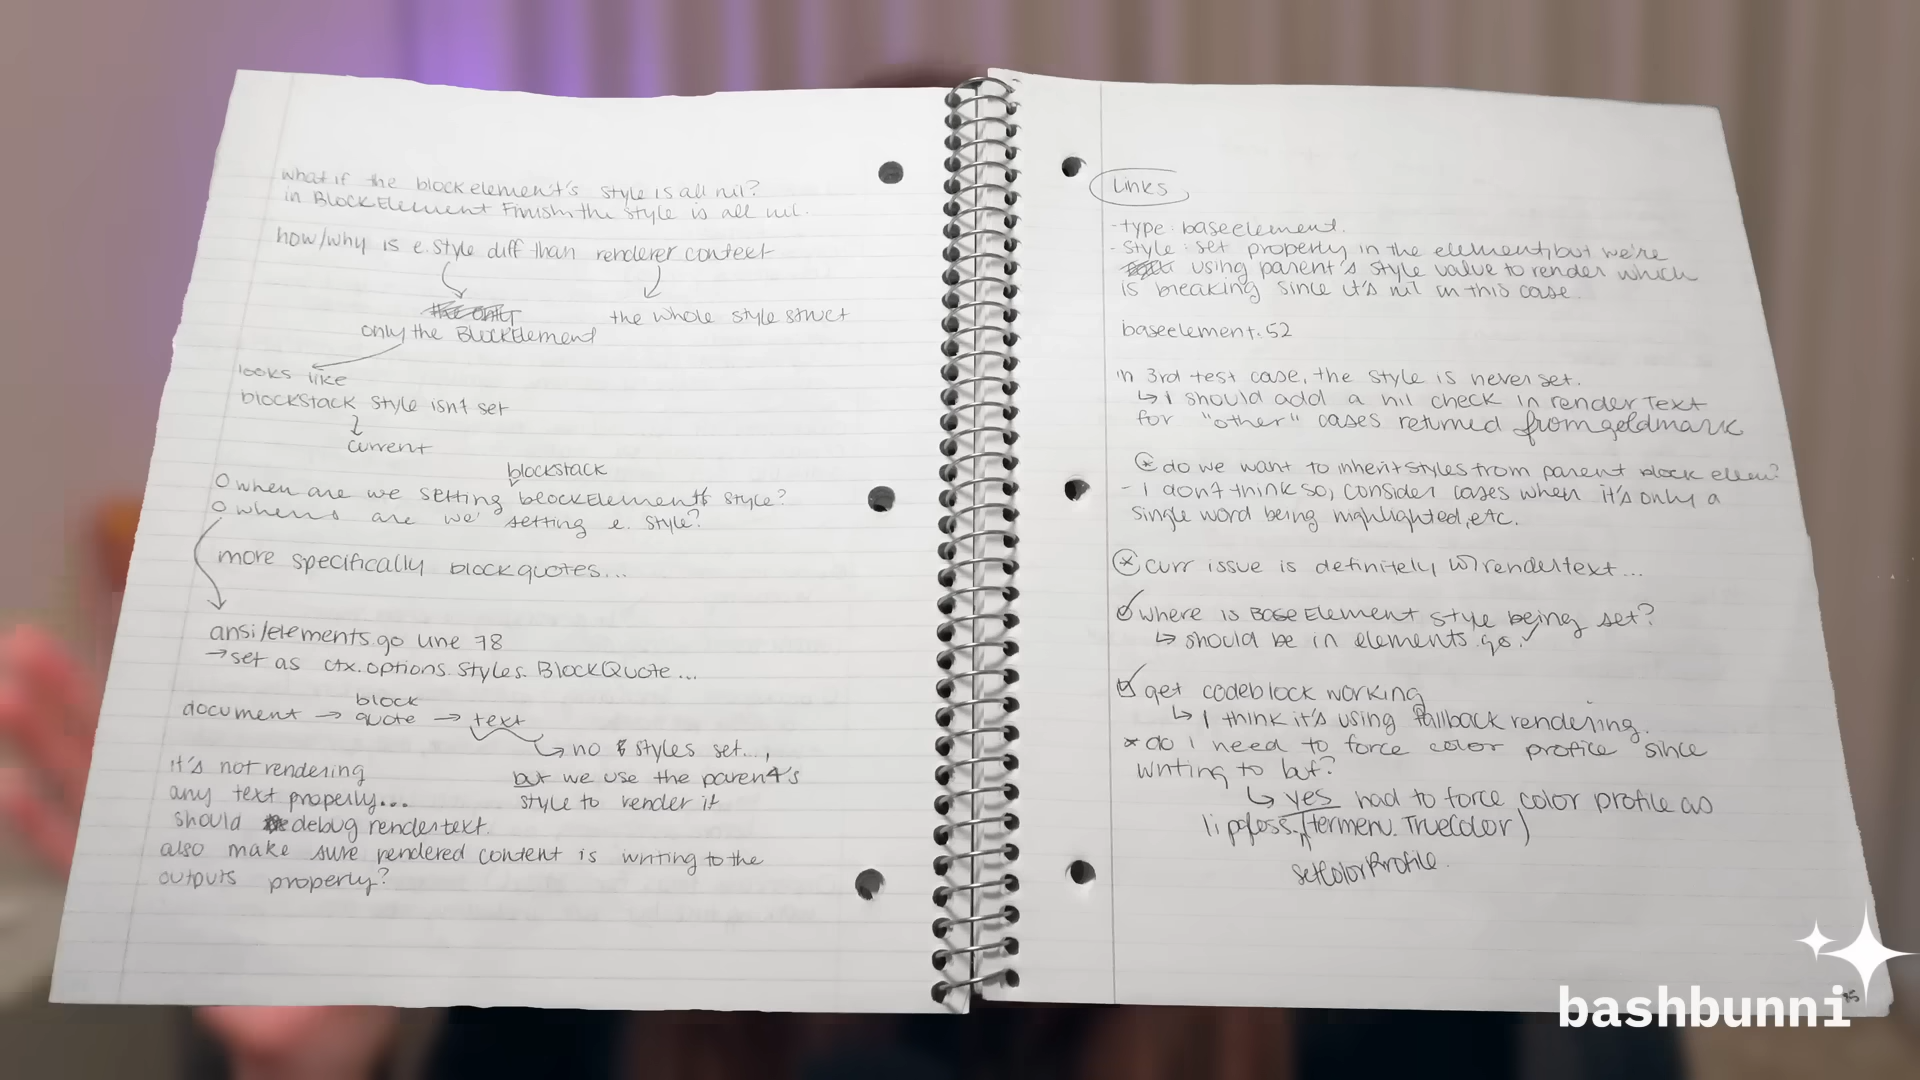 what if the blockelement's style is all nil?
in BlockElement Finish the style is all nil.
how/why is e.style diff than renderer context
the only
only the BlockElement
the whole style struct
looks like
blockstack style isn't set
current
blockstack
when are we setting blockElement's style?
when are we setting e. style?
more specifically blockquotes...
ansi/elements.go line 78
→set as ctx.options.Styles.BlockQuote...
block
document → quote → text
no styles set...,
but we use the parent's
style to render it
it's not rendering
any text properly...
should debug rendertext.
also make sure rendered content is writing to the
outputs properly?
Links
-type: baseelement.
-style: set property in the element, but we're
using parent's style value to render which
is breaking since it's nil in this case.
baseelement:52
in 3rd test case, the style is never set.
↳ I should add a nil check in renderText
for "other" cases returned from goldmark
* do we want to inherit styles from parent block elem?
- I don't think so, consider cases when it's only a
single word being highlighted, etc.
* curr issue is definitely w/ rendertext...
where is BaseElement style being set?
↳ should be in elements.go. ✓
get codeblock working
↳ I think it's using fallback rendering.
* do I need to force color profile since
writing to buf?
↳ yes had to force color profile as
lipgloss.(termenv.TrueColor)
setColorProfile.
bashbunni